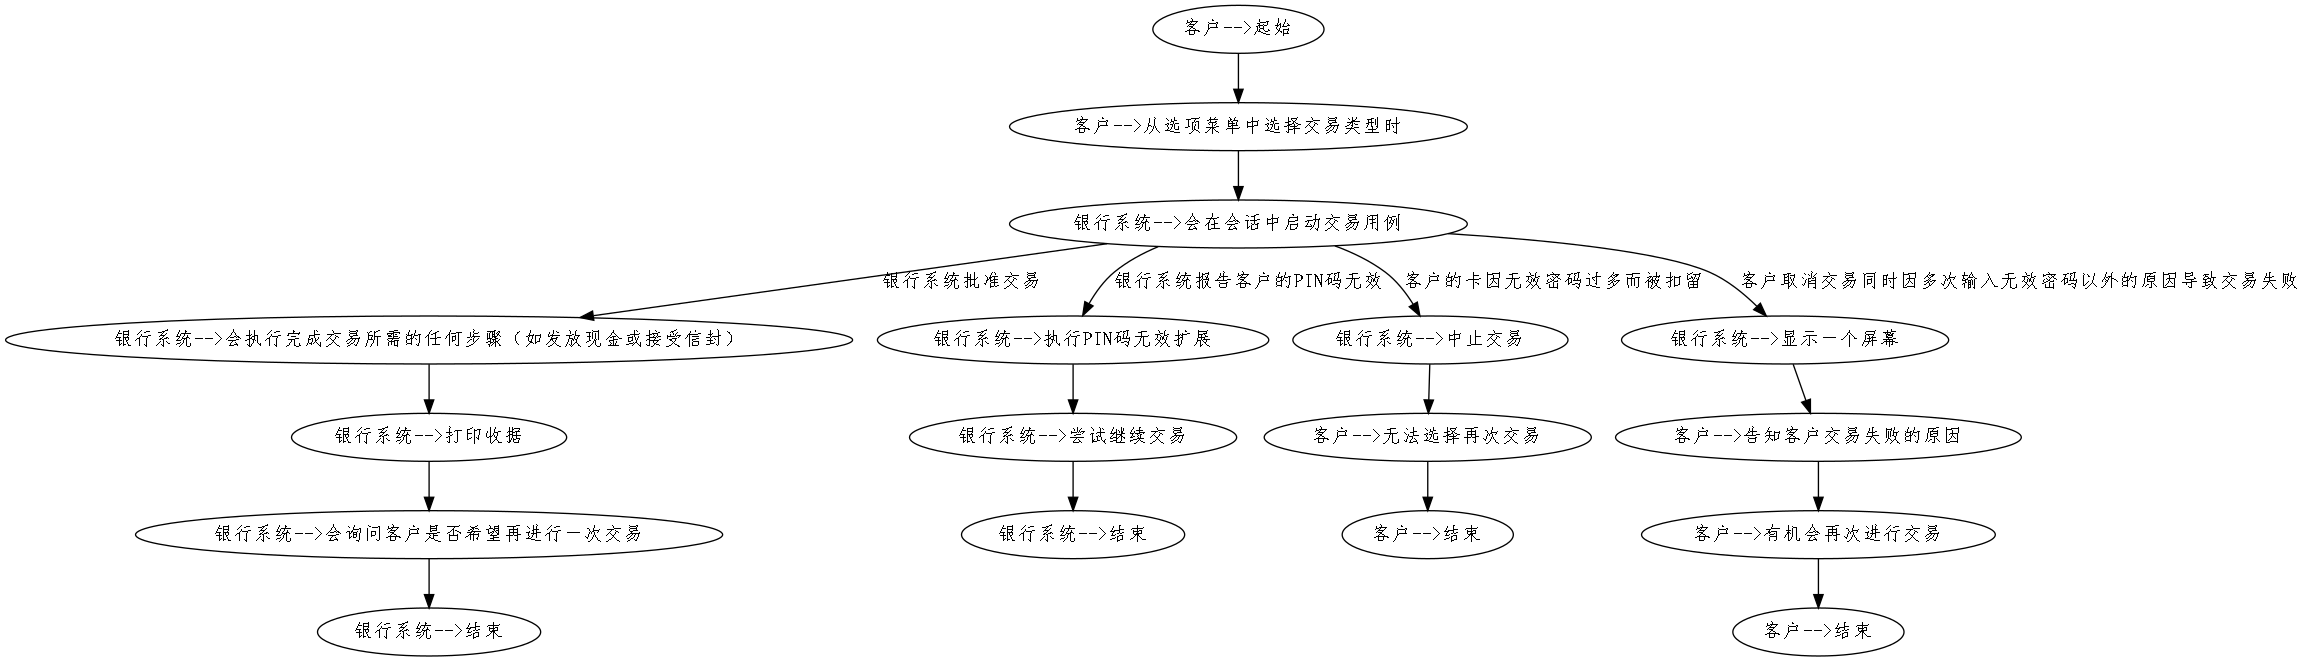 客户-->起始
客户-->从选项菜单中选择交易类型时
银行系统-->会在会话中启动交易用例
银行系统批准交易
银行系统报告客户的PIN码无效
客户的卡因无效密码过多而被扣留
客户取消交易同时因多次输入无效密码以外的原因导致交易失败
银行系统-->会执行完成交易所需的任何步骤（如发放现金或接受信封）
银行系统-->执行PIN码无效扩展
银行系统-->中止交易
银行系统-->显示一个屏幕
银行系统-->打印收据
银行系统-->尝试继续交易
客户-->无法选择再次交易
客户-->告知客户交易失败的原因
银行系统-->会询问客户是否希望再进行一次交易
银行系统-->结束
客户-->结束
客户-->有机会再次进行交易
银行系统-->结束
客户-->结束